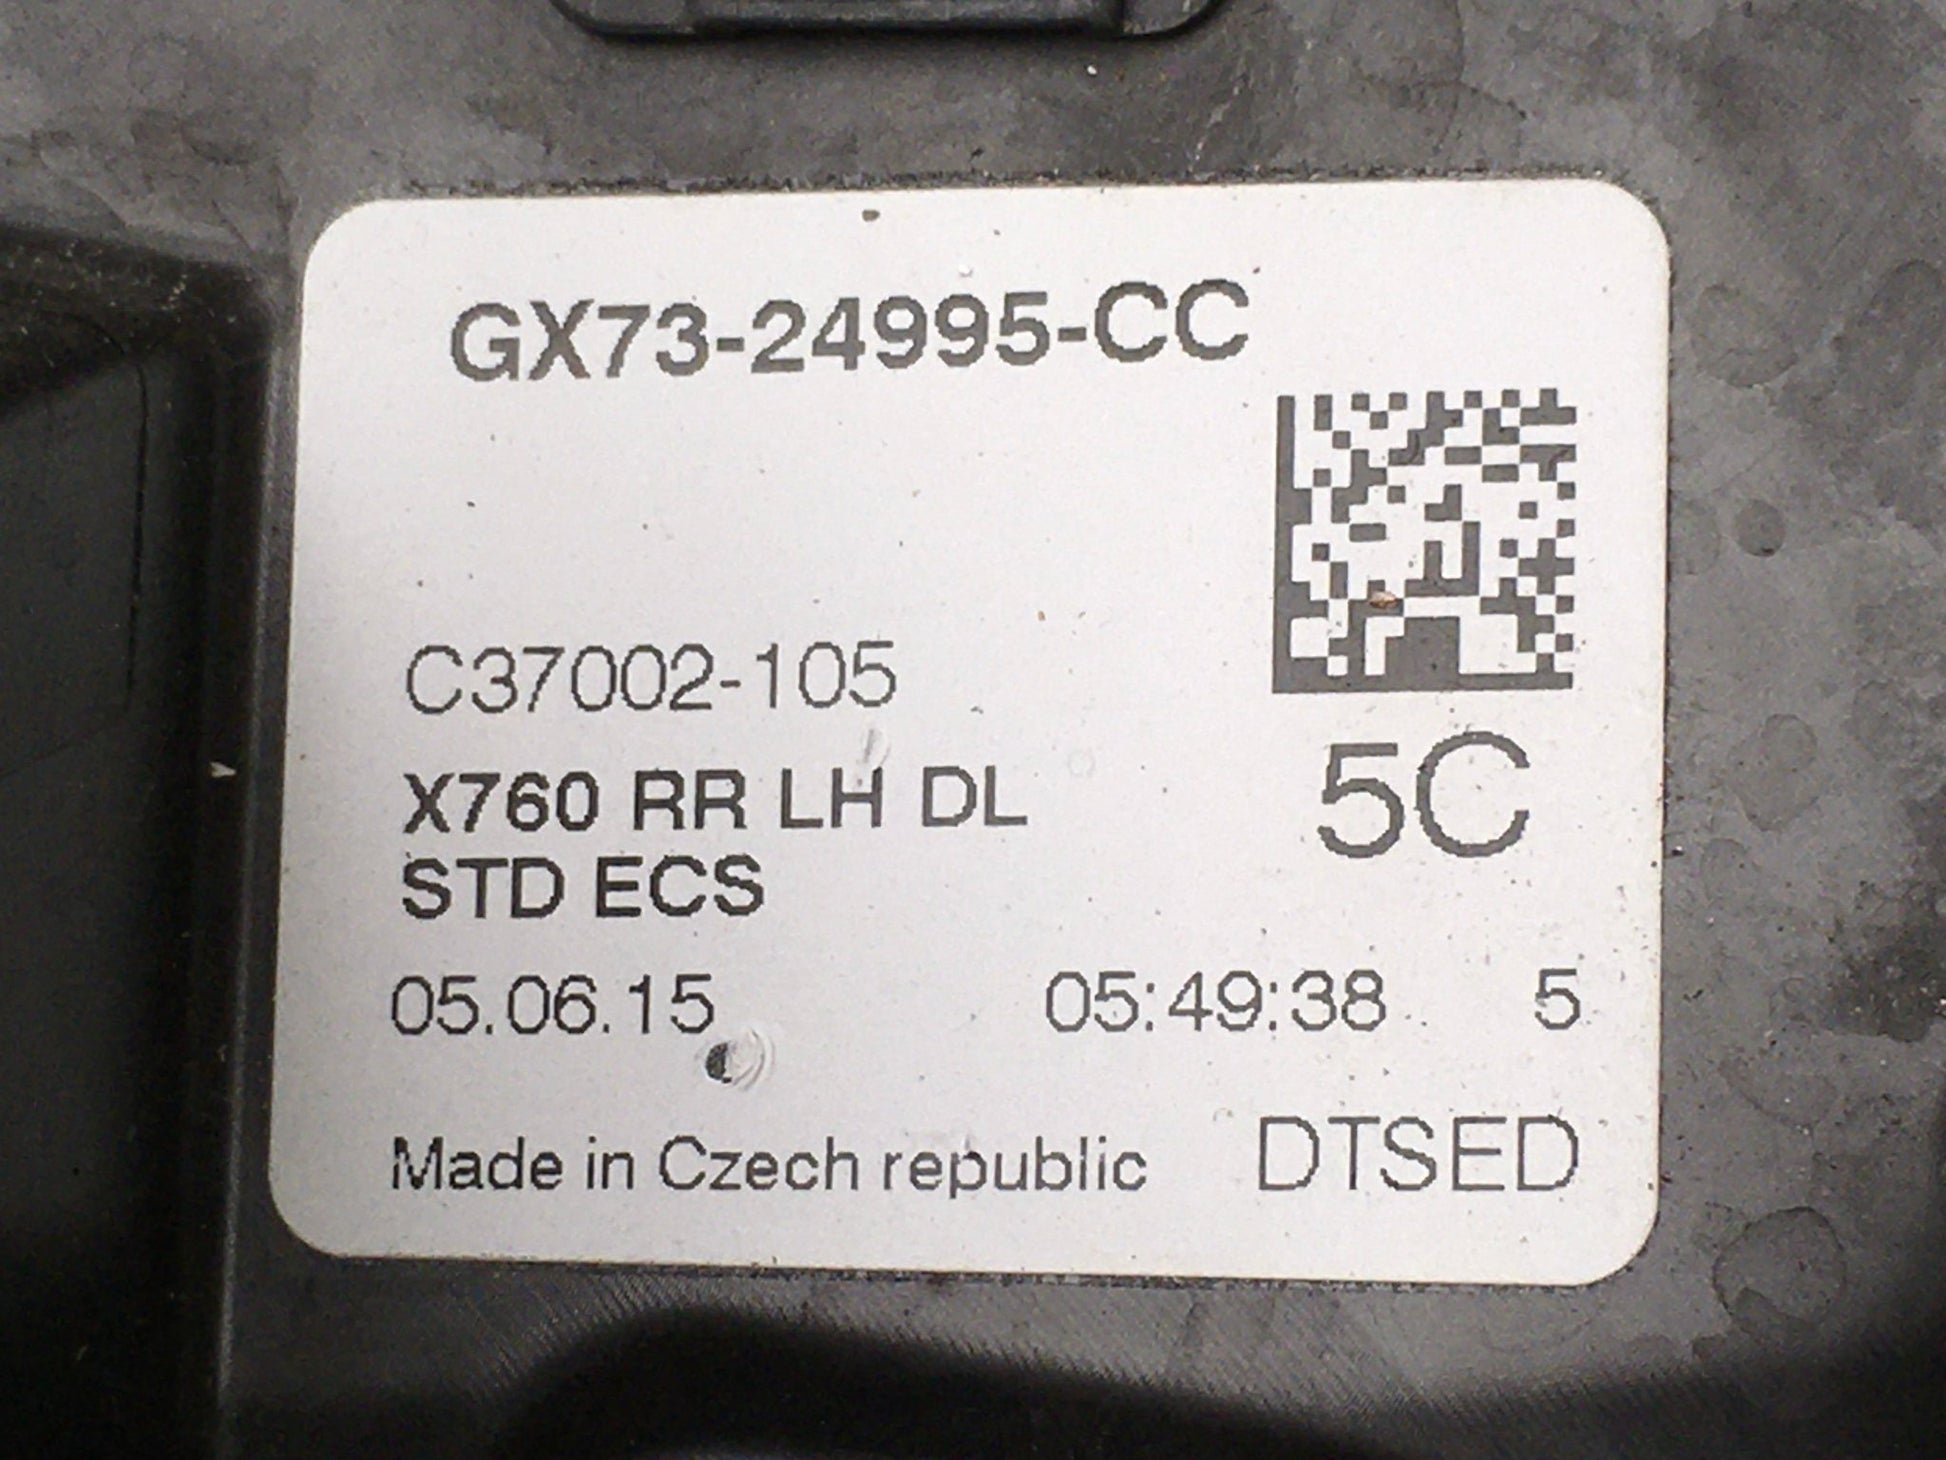 GX73-24995-CC
C37002-105
X760 RR LH DL
STD ECS
5C
05.06.15 05:49:38 5
Made in Czech republic DTSED